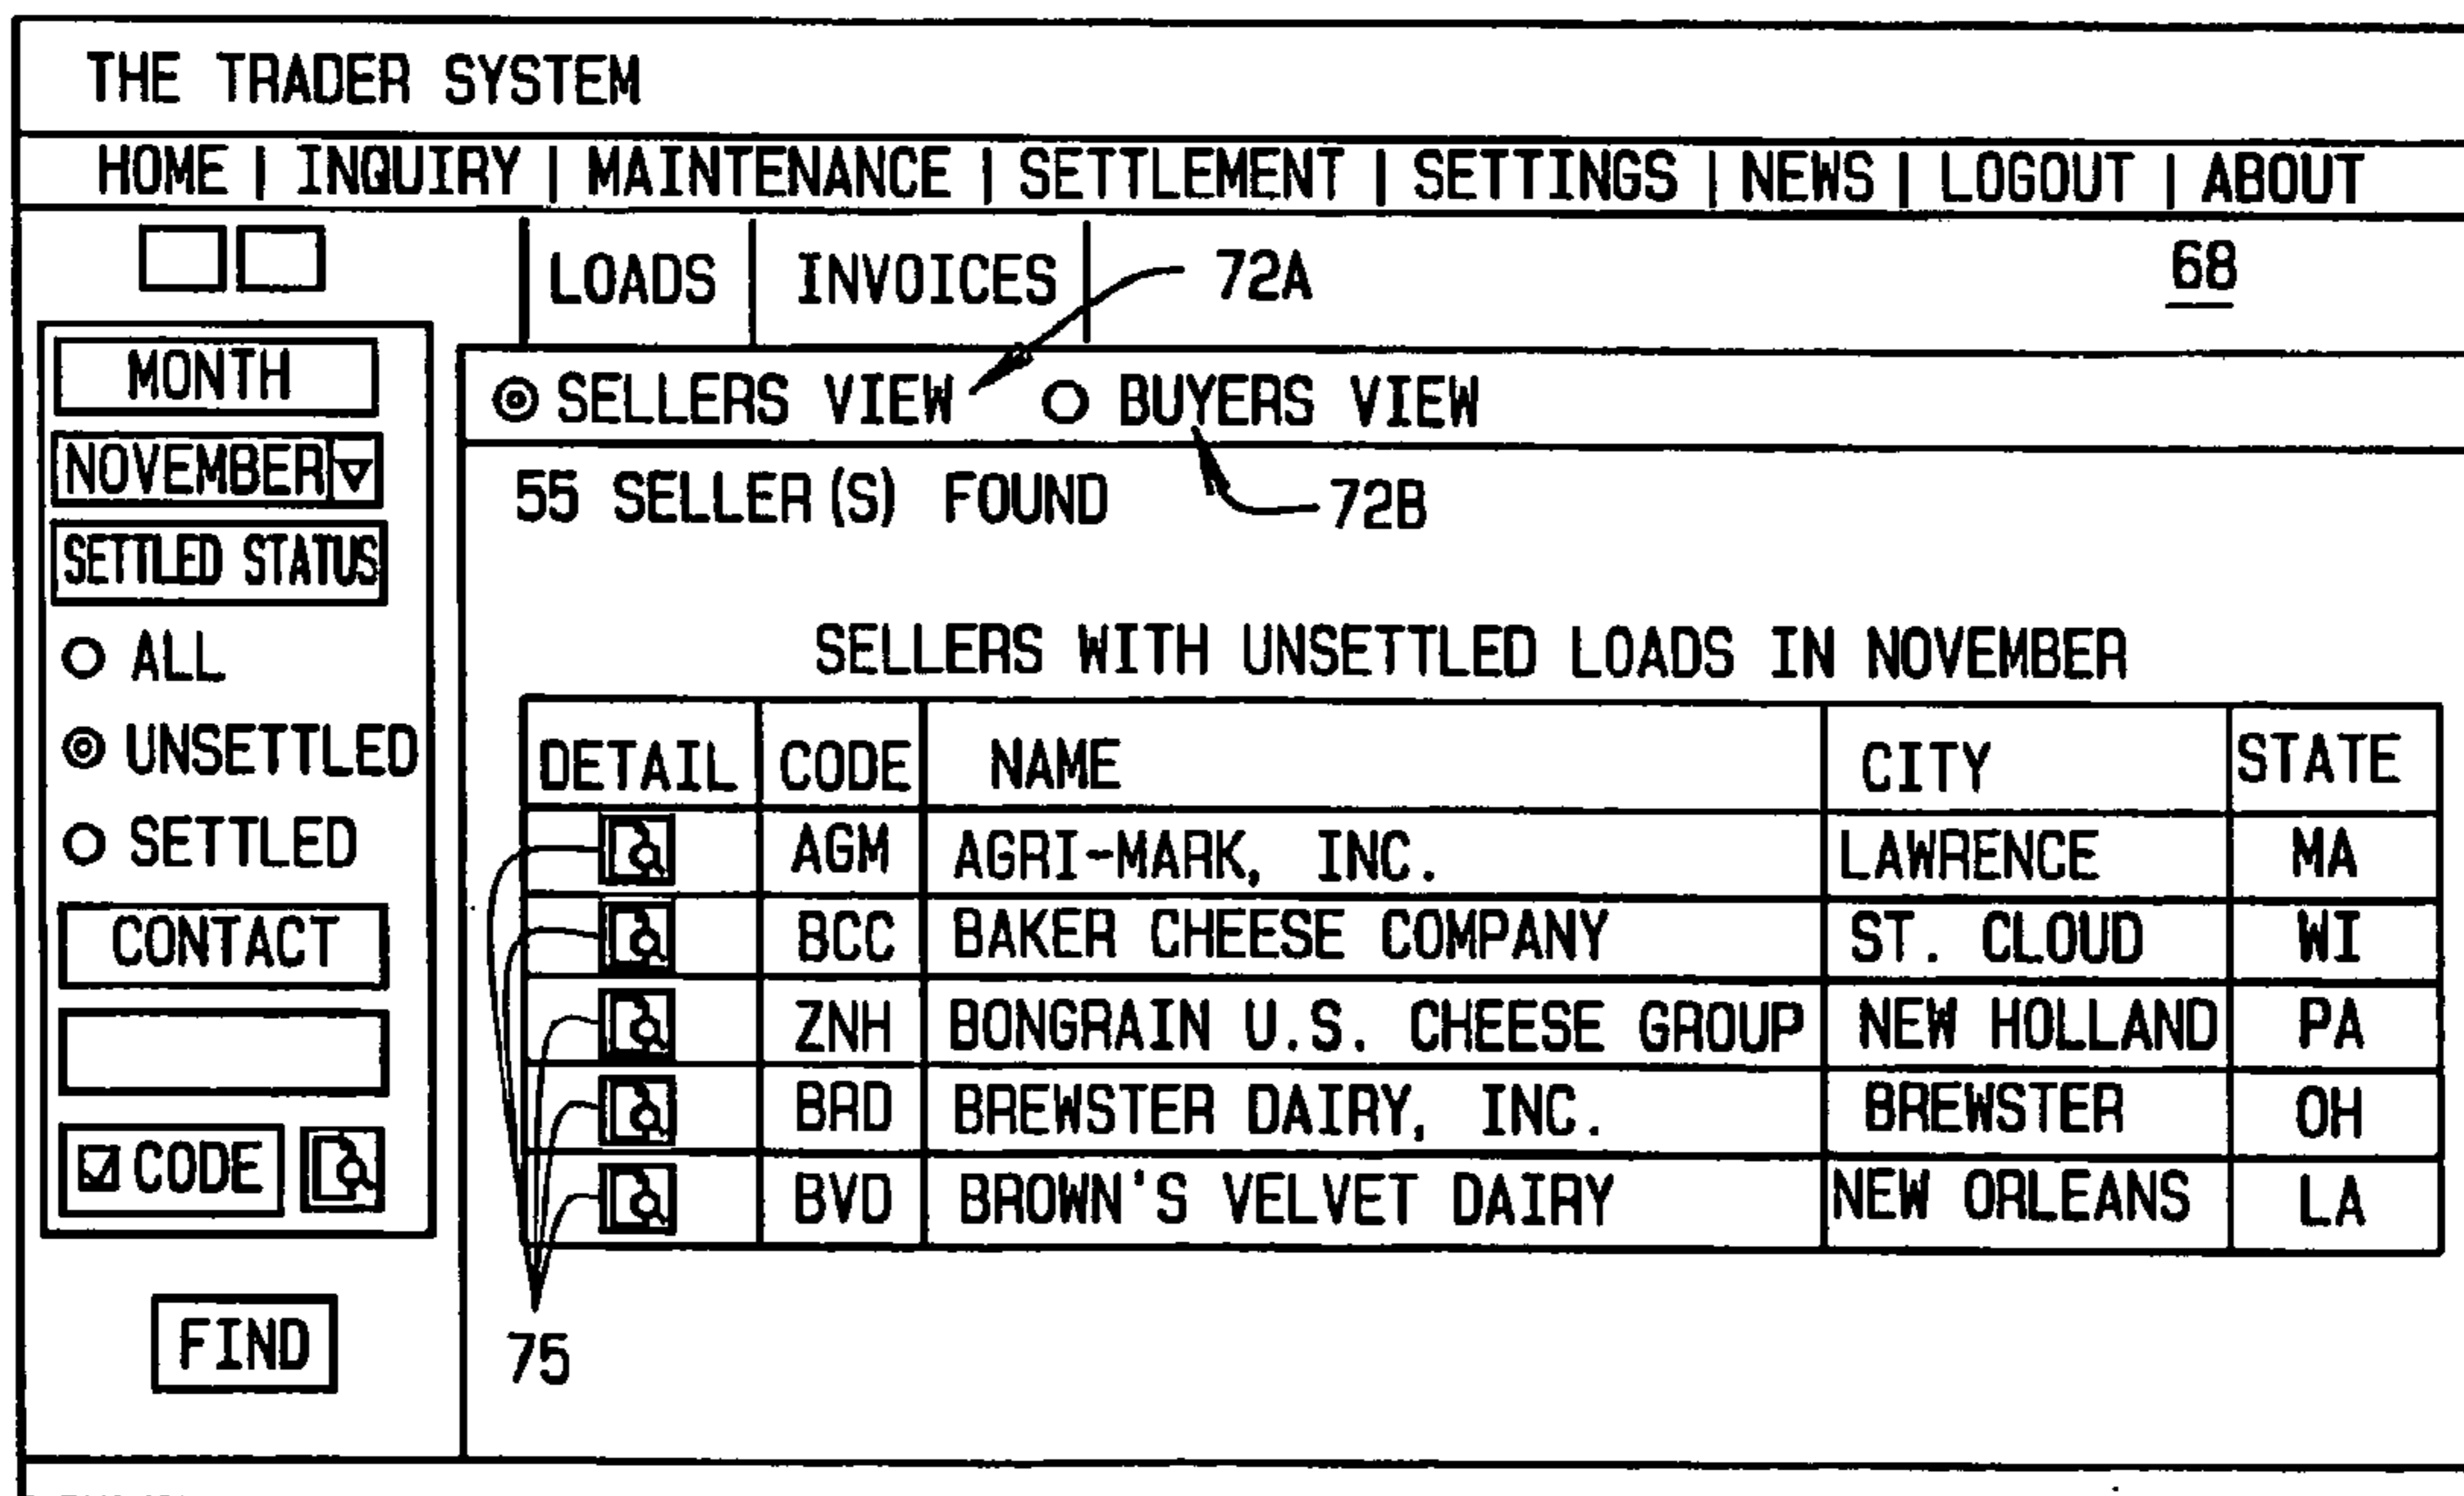 THE TRADER SYSTEM
HOME | INQUIRY | MAINTENANCE | SETTLEMENT | SETTINGS | NEWS | LOGOUT | ABOUT
LOADS INVOICES 72A 68
MONTH
NOVEMBER
SETTLED STATUS
ALL
UNSETTLED
SETTLED
CONTACT
CODE
FIND
SELLERS VIEW BUYERS VIEW
55 SELLER(S) FOUND 72B
SELLERS WITH UNSETTLED LOADS IN NOVEMBER
DETAIL CODE NAME CITY STATE
AGM AGRI-MARK, INC. LAWRENCE MA
BCC BAKER CHEESE COMPANY ST. CLOUD WI
ZNH BONGRAIN U.S. CHEESE GROUP NEW HOLLAND PA
BRD BREWSTER DAIRY, INC. BREWSTER OH
BVD BROWN'S VELVET DAIRY NEW ORLEANS LA
75